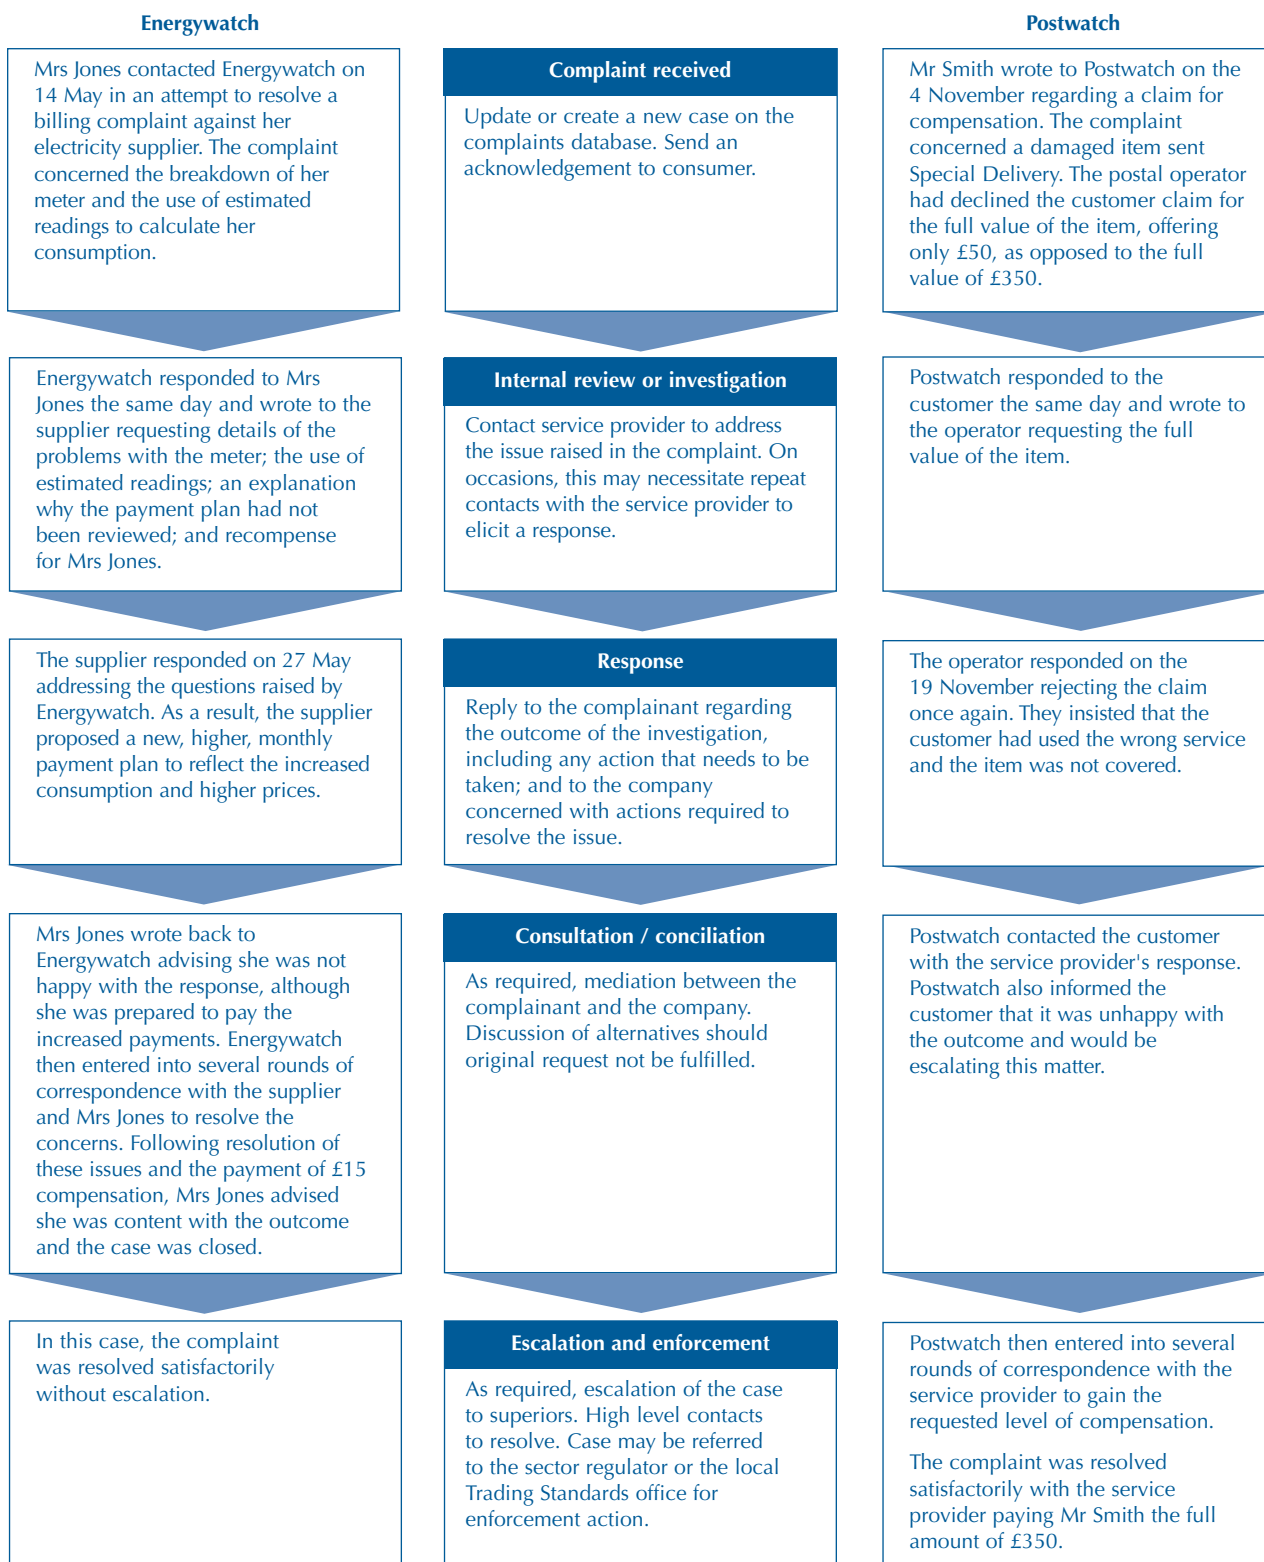 Energywatch
Postwatch
Mrs Jones contacted Energywatch on
14 May in an attempt to resolve a
billing complaint against her
electricity supplier. The complaint
concerned the breakdown of her
meter and the use of estimated
readings to calculate her
consumption.
Complaint received
Update or create a new case on the
complaints database. Send an
acknowledgement to consumer.
Mr Smith wrote to Postwatch on the
4 November regarding a claim for
compensation. The complaint
concerned a damaged item sent
Special Delivery. The postal operator
had declined the customer claim for
the full value of the item, offering
only £50, as opposed to the full
value of £350.
Energywatch responded to Mrs
Jones the same day and wrote to the
supplier requesting details of the
problems with the meter; the use of
estimated readings; an explanation
why the payment plan had not
been reviewed; and recompense
for Mrs Jones.
Internal review or investigation
Contact service provider to address
the issue raised in the complaint. On
occasions, this may necessitate repeat
contacts with the service provider to
elicit a response.
Postwatch responded to the
customer the same day and wrote to
the operator requesting the full
value of the item.
The supplier responded on 27 May
addressing the questions raised by
Energywatch. As a result, the supplier
proposed a new, higher, monthly
payment plan to reflect the increased
consumption and higher prices.
Response
Reply to the complainant regarding
the outcome of the investigation,
including any action that needs to be
taken; and to the company
concerned with actions required to
resolve the issue.
The operator responded on the
19 November rejecting the claim
once again. They insisted that the
customer had used the wrong service
and the item was not covered.
Mrs Jones wrote back to
Energywatch advising she was not
happy with the response, although
she was prepared to pay the
increased payments. Energywatch
then entered into several rounds of
correspondence with the supplier
and Mrs Jones to resolve the
concerns. Following resolution of
these issues and the payment of £15
compensation, Mrs Jones advised
she was content with the outcome
and the case was closed.
Consultation / conciliation
As required, mediation between the
complainant and the company.
Discussion of alternatives should
original request not be fulfilled.
Postwatch contacted the customer
with the service provider's response.
Postwatch also informed the
customer that it was unhappy with
the outcome and would be
escalating this matter.
In this case, the complaint
was resolved satisfactorily
without escalation.
Escalation and enforcement
As required, escalation of the case
to superiors. High level contacts
to resolve. Case may be referred
to the sector regulator or the local
Trading Standards office for
enforcement action.
Postwatch then entered into several
rounds of correspondence with the
service provider to gain the
requested level of compensation.
The complaint was resolved
satisfactorily with the service
provider paying Mr Smith the full
amount of £350.